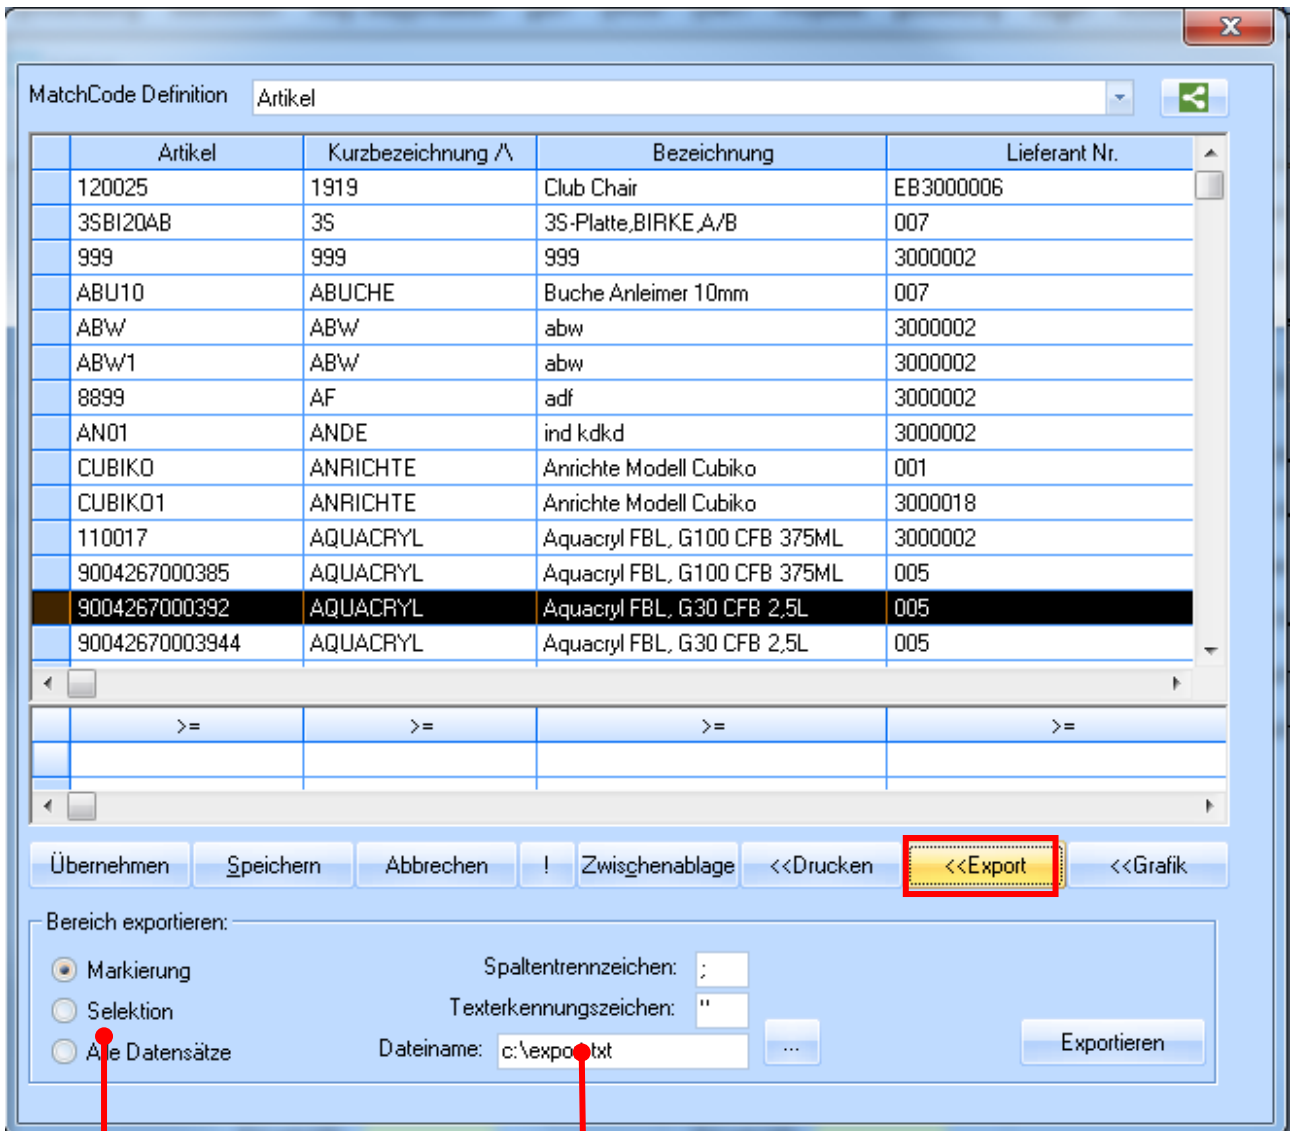 MatchCode Definition Artikel
Artikel Kurzbezeichnung /\ Bezeichnung Lieferant Nr.
120025 1919 Club Chair EB3000006
3SBI20AB 3S 3S-Platte,BIRKE,A/B 007
999 999 999 3000002
ABU10 ABUCHE Buche Anleimer 10mm 007
ABW ABW abw 3000002
ABW1 ABW abw 3000002
8899 AF adf 3000002
AN01 ANDE ind kdkd 3000002
CUBIKO ANRICHTE Anrichte Modell Cubiko 001
CUBIKO1 ANRICHTE Anrichte Modell Cubiko 3000018
110017 AQUACRYL Aquacryl FBL, G100 CFB 375ML 3000002
9004267000385 AQUACRYL Aquacryl FBL, G100 CFB 375ML 005
9004267000392 AQUACRYL Aquacryl FBL, G30 CFB 2,5L 005
90042670003944 AQUACRYL Aquacryl FBL, G30 CFB 2,5L 005
>= >= >= >=
Übernehmen Speichern Abbrechen ! Zwischenablage <<Drucken <<Export <<Grafik
Bereich exportieren:
Markierung Spaltentrennzeichen: ;
Selektion Texterkennungszeichen: "
Alle Datensätze Dateiname: c:\export.txt ... Exportieren